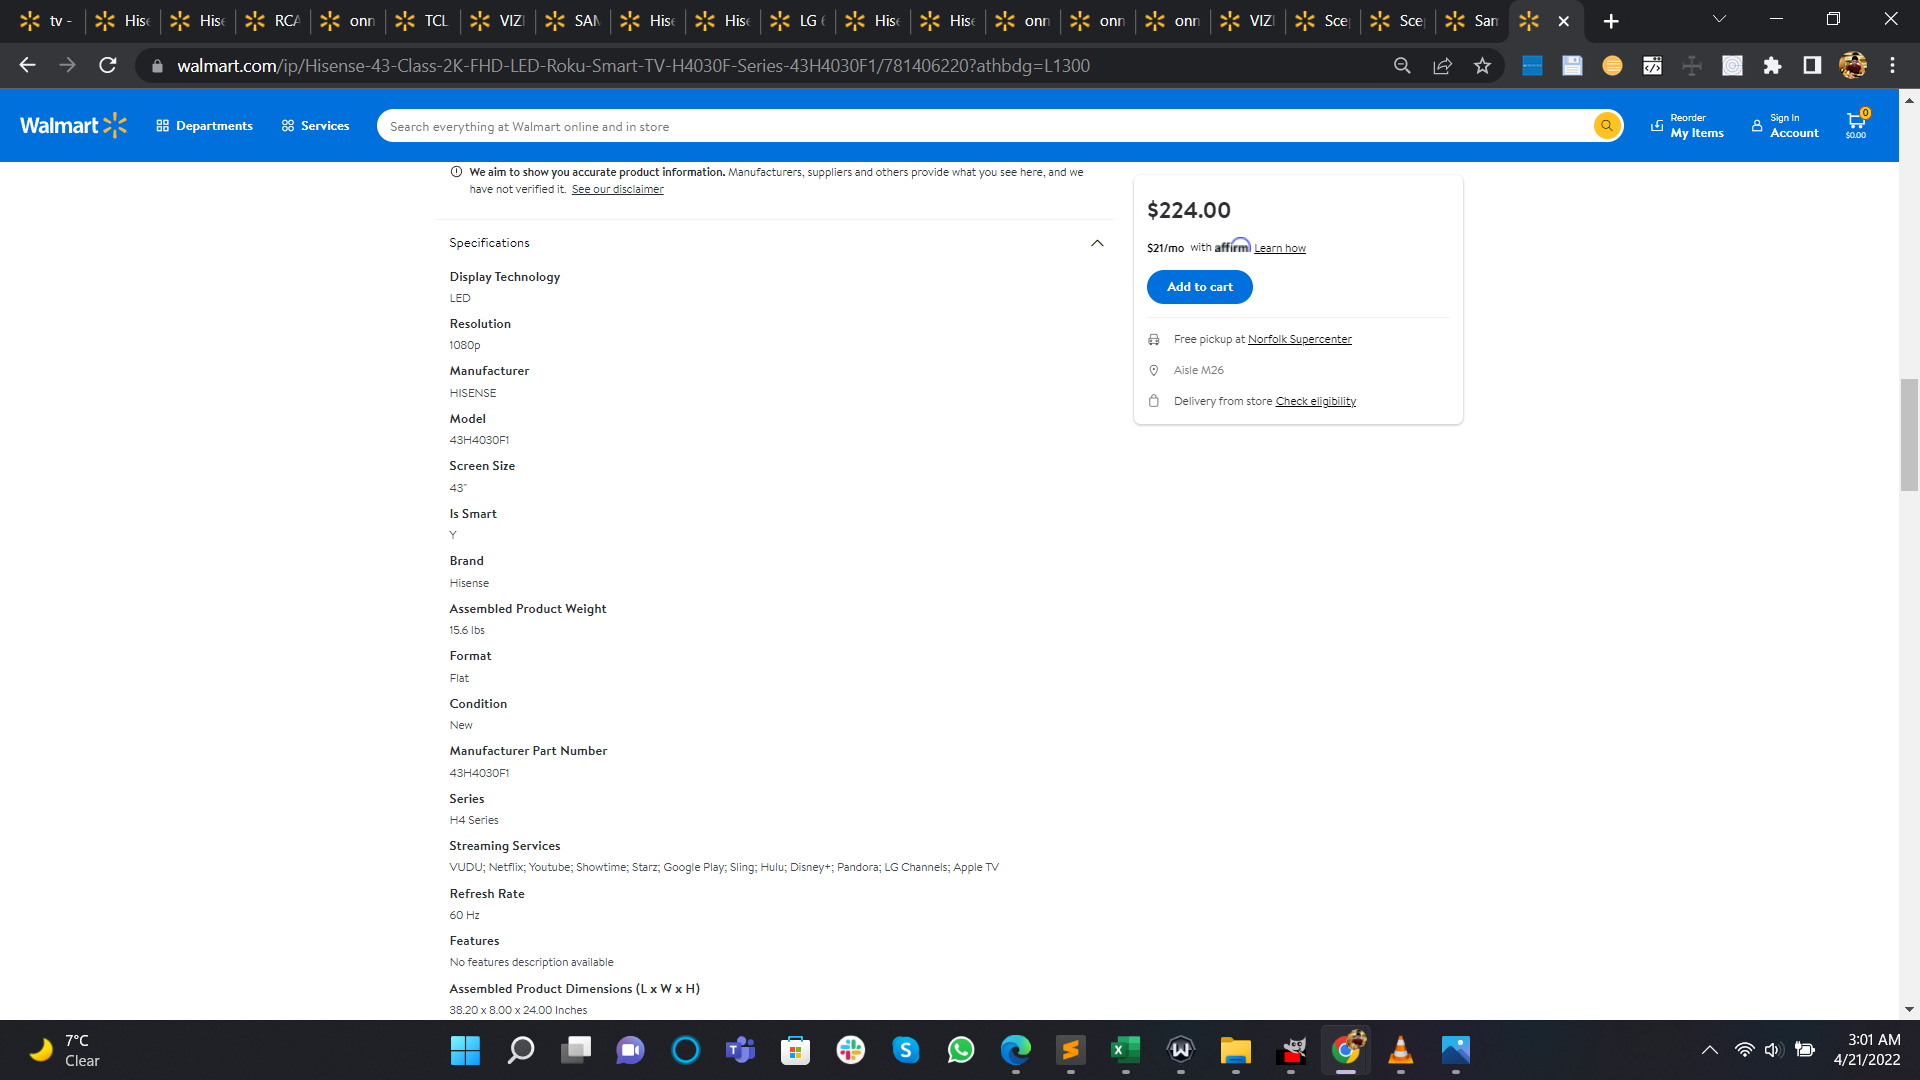 tv -
Hise
Hise
RCA
onn
TCL
VIZI
SAM
Hise
Hise
LG 6
Hise
Hise
onn
onn
onn
VIZI
Sce
Sce
Sam
walmart.com/ip/Hisense-43-Class-2K-FHD-LED-Roku-Smart-TV-H4030F-Series-43H4030F1/781406220?athbdg=L1300
Walmart
Departments
Services
Search everything at Walmart online and in store
Reorder
My Items
Sign In
Account
0
$0.00
We aim to show you accurate product information. Manufacturers, suppliers and others provide what you see here, and we
have not verified it. See our disclaimer
Specifications
Display Technology
LED
Resolution
1080p
Manufacturer
HISENSE
Model
43H4030F1
Screen Size
43"
Is Smart
Y
Brand
Hisense
Assembled Product Weight
15.6 lbs
Format
Flat
Condition
New
Manufacturer Part Number
43H4030F1
Series
H4 Series
Streaming Services
VUDU; Netflix; Youtube; Showtime; Starz; Google Play; Sling; Hulu; Disney+; Pandora; LG Channels; Apple TV
Refresh Rate
60 Hz
Features
No features description available
Assembled Product Dimensions (L x W x H)
38.20 x 8.00 x 24.00 Inches
$224.00
$21/mo with affirm Learn how
Add to cart
Free pickup at Norfolk Supercenter
Aisle M26
Delivery from store Check eligibility
7°C
Clear
3:01 AM
4/21/2022